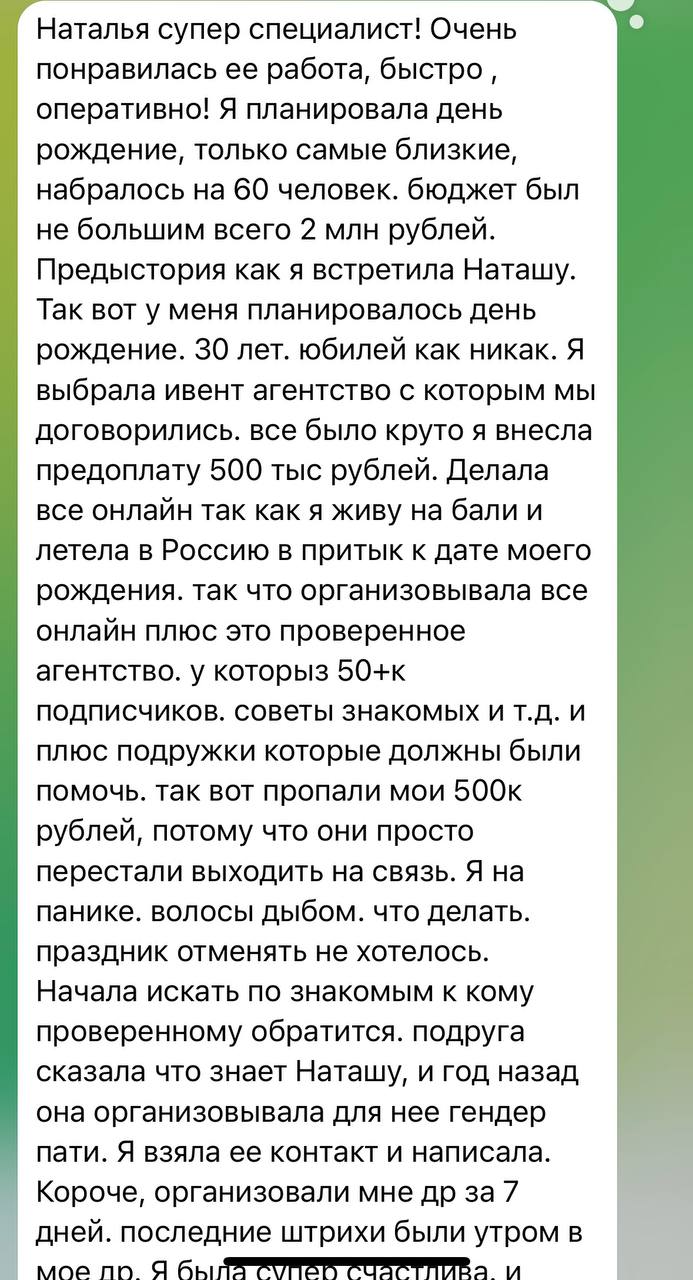 Наталья супер специалист! Очень
понравилась ее работа, быстро ,
оперативно! Я планировала день
рождение, только самые близкие,
набралось на 60 человек. бюджет был
не большим всего 2 млн рублей.
Предыстория как я встретила Наташу.
Так вот у меня планировалось день
рождение. 30 лет. юбилей как никак. Я
выбрала ивент агентство с которым мы
договорились. все было круто я внесла
предоплату 500 тыс рублей. Делала
все онлайн так как я живу на бали и
летела в Россию в притык к дате моего
рождения. так что организовывала все
онлайн плюс это проверенное
агентство. у которыз 50+к
подписчиков. советы знакомых и т.д. и
плюс подружки которые должны были
помочь. так вот пропали мои 500к
рублей, потому что они просто
перестали выходить на связь. Я на
панике. волосы дыбом. что делать.
праздник отменять не хотелось.
Начала искать по знакомым к кому
проверенному обратится. подруга
сказала что знает Наташу, и год назад
она организовывала для нее гендер
пати. Я взяла ее контакт и написала.
Короче, организовали мне др за 7
дней. последние штрихи были утром в
мое др. Я была супер счастлива. и